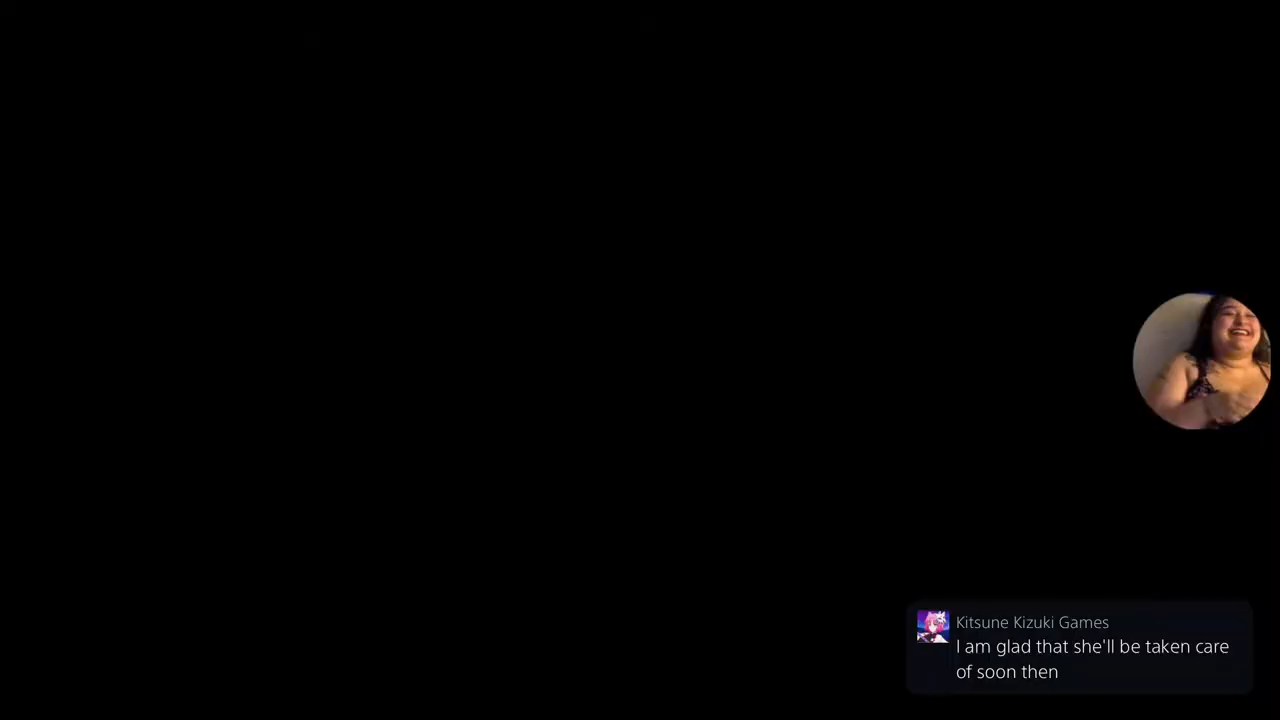 Kitsune Kizuki Games
I am glad that she'll be taken care
of soon then